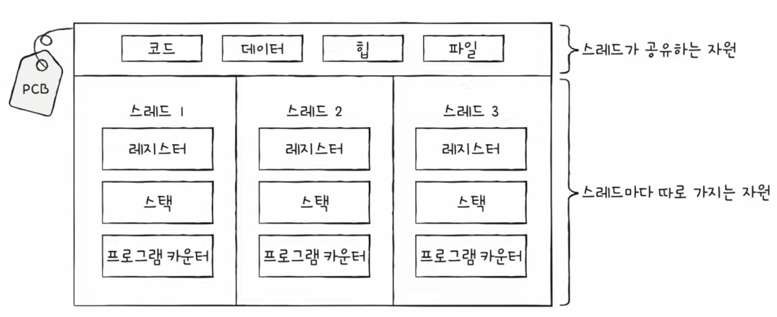 코드 데이터 힙 파일
스레드가 공유하는 자원
PCB
스레드 1 스레드 2 스레드 3
레지스터 레지스터 레지스터
스택 스택 스택
스레드마다 따로 가지는 자원
프로그램 카운터 프로그램 카운터 프로그램 카운터